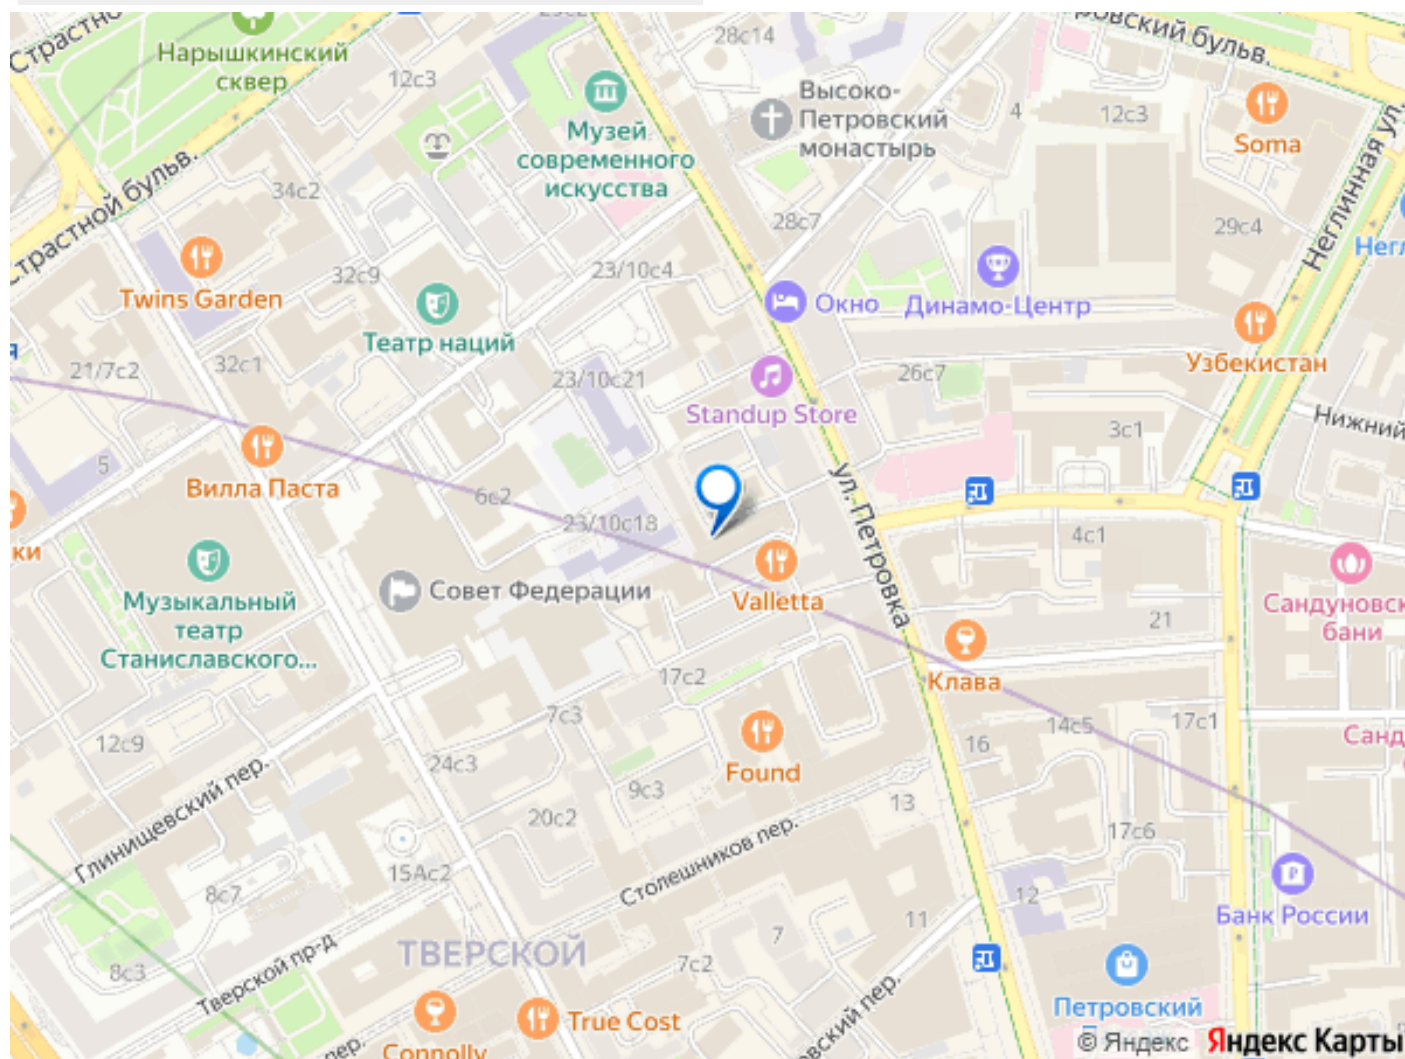 Страстно
Нарышкинский
сквер
12с3
28с14
Высоко-
Петровский
монастырь
4
12с3
ровский бульв.
Soma
Неглинная ул.
Музей
современного
искусства
34с2
Страстной бульв.
28с7
29с4
Twins Garden
32с9
23/10с4
Театр наций
Окно
Динамо-Центр
Узбекистан
21/7с2
32с1
23/10с21
Standup Store
26с7
3с1
Нижний
5
Вилла Паста
6с2
23/10с18
ул. Петровка
4с1
ки
Музыкальный
театр
Станиславского...
Совет Федерации
Valletta
21
Сандуновск
бани
Клава
17с2
7с3
14с5
17с1
12с9
24с3
16
Санд
Found
9с3
13
Глинищевский пер.
20с2
Столешников пер.
17с6
15Ас2
8с7
12
11
Банк России
ТВЕРСКОЙ
7
7с2
8с3
Тверской пр-д
Петровский
True Cost
вский пер.
Connolly
пер.
© Яндекс Яндекс Карты